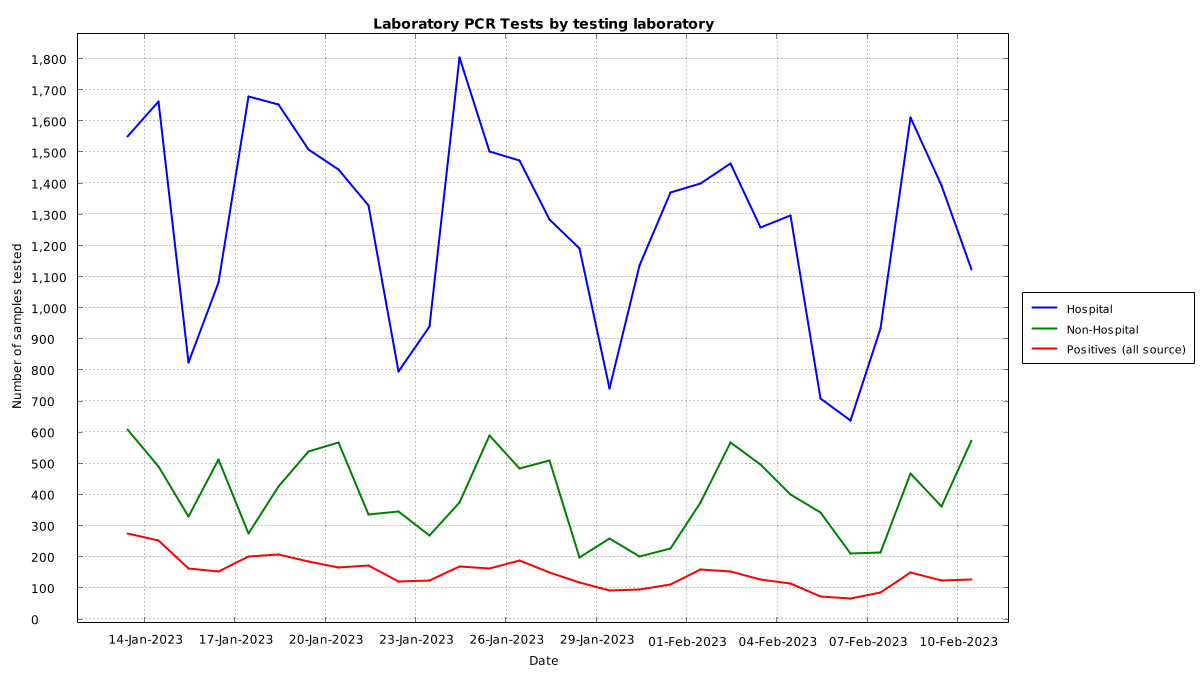 Laboratory PCR Tests by testing laboratory
Number of samples tested
1,800
1,700
1,600
1,500
1,400
1,300
1,200
1,100
1,000
900
800
700
600
500
400
300
200
100
0
14-Jan-2023 17-Jan-2023 20-Jan-2023 23-Jan-2023 26-Jan-2023 29-Jan-2023 01-Feb-2023 04-Feb-2023 07-Feb-2023 10-Feb-2023
Date
Hospital
Non-Hospital
Positives (all source)